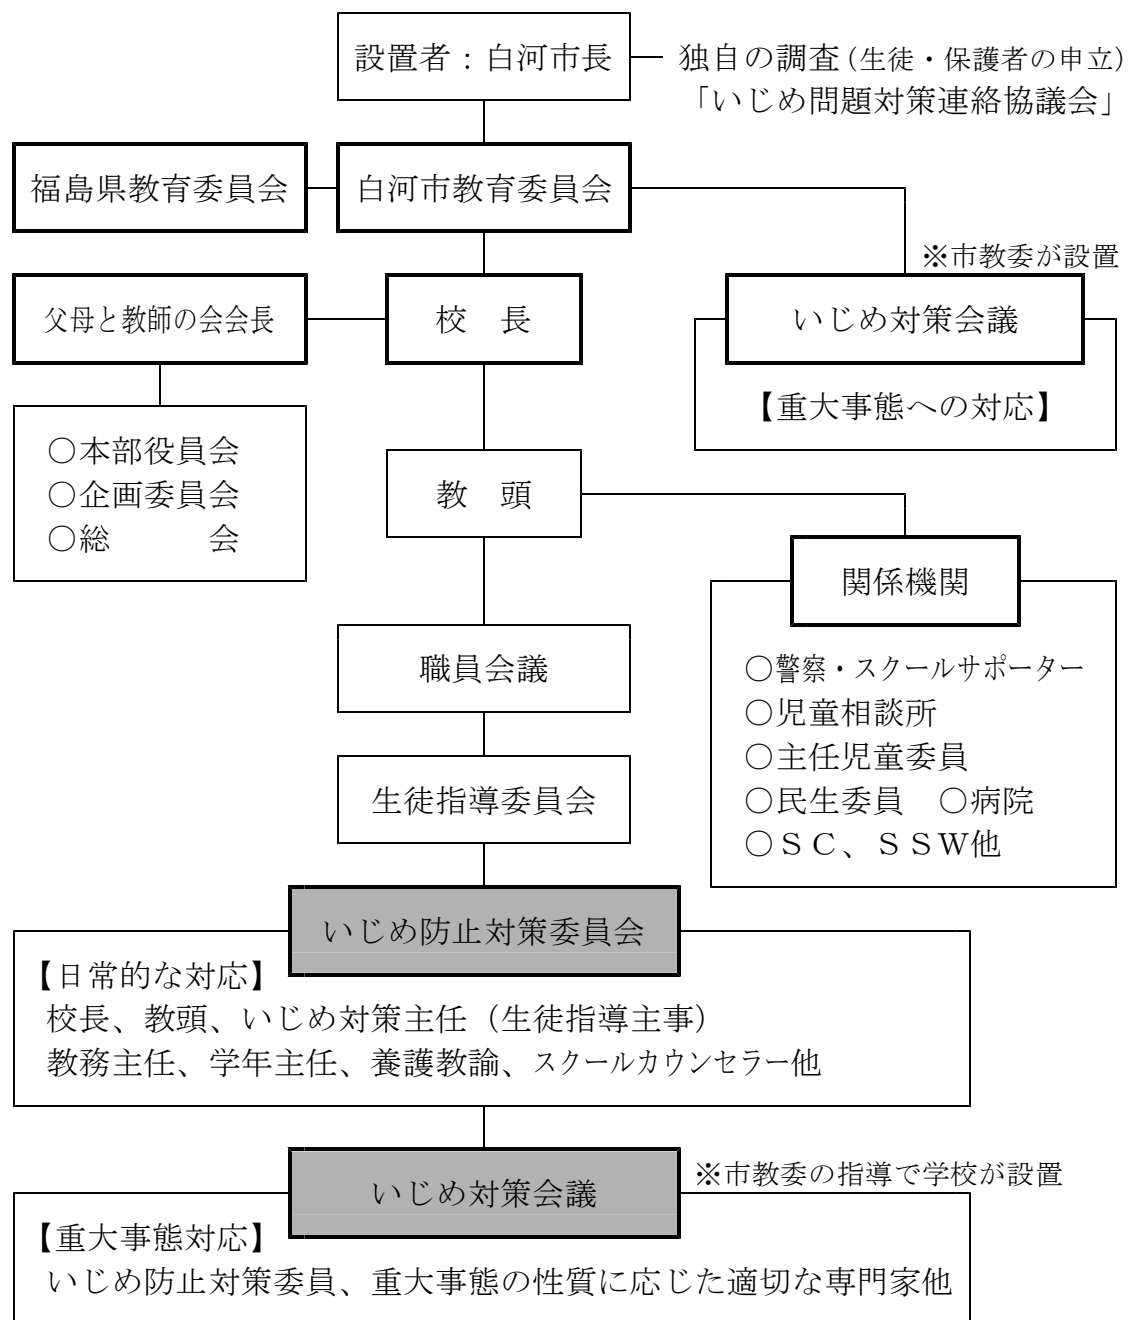 設置者：白河市長
独自の調査（生徒・保護者の申立）
「いじめ問題対策連絡協議会」
福島県教育委員会
白河市教育委員会
※市教委が設置
父母と教師の会会長
校　長
いじめ対策会議
【重大事態への対応】
○本部役員会
○企画委員会
○総　　　会
教　頭
関係機関
○警察・スクールサポーター
○児童相談所
○主任児童委員
○民生委員　○病院
○ＳＣ、ＳＳＷ他
職員会議
生徒指導委員会
いじめ防止対策委員会
【日常的な対応】
校長、教頭、いじめ対策主任（生徒指導主事）
教務主任、学年主任、養護教諭、スクールカウンセラー他
いじめ対策会議
※市教委の指導で学校が設置
【重大事態対応】
いじめ防止対策委員、重大事態の性質に応じた適切な専門家他